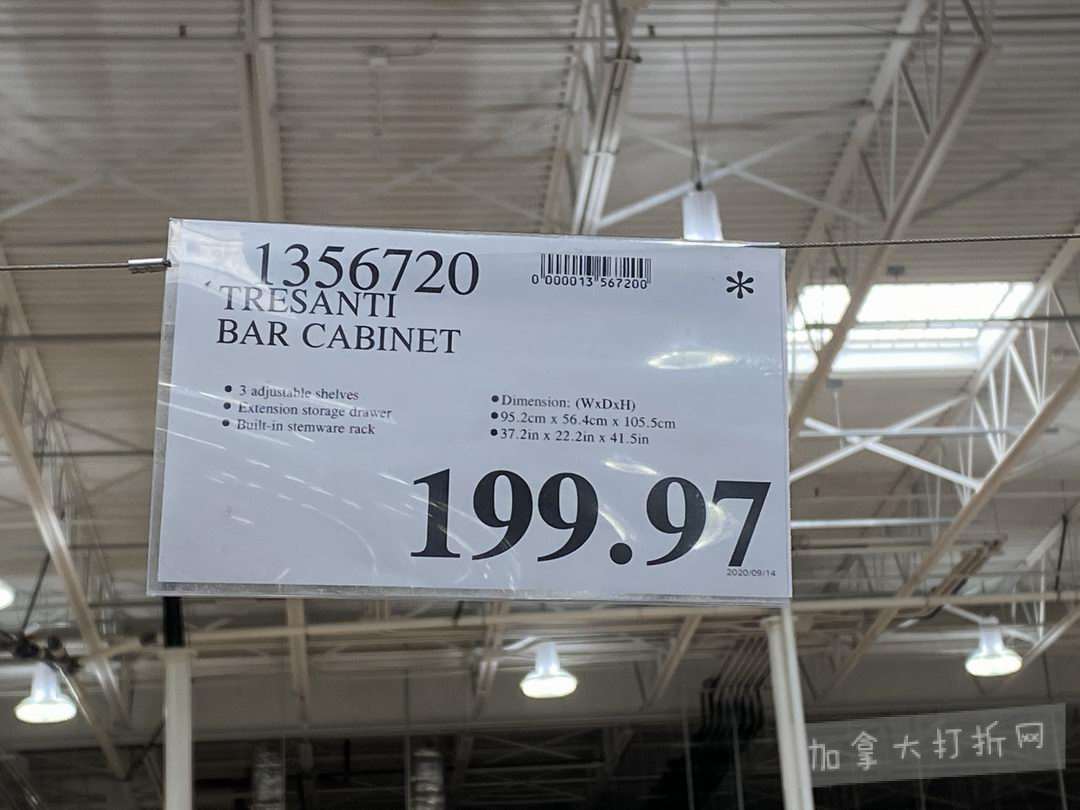 1356720
0 000013 567200
*
TRESANTI
BAR CABINET
● 3 adjustable shelves
● Extension storage drawer
● Built-in stemware rack
● Dimension: (WxDxH)
● 95.2cm x 56.4cm x 105.5cm
● 37.2in x 22.2in x 41.5in
199.97
2020/09/14
加拿大打折网